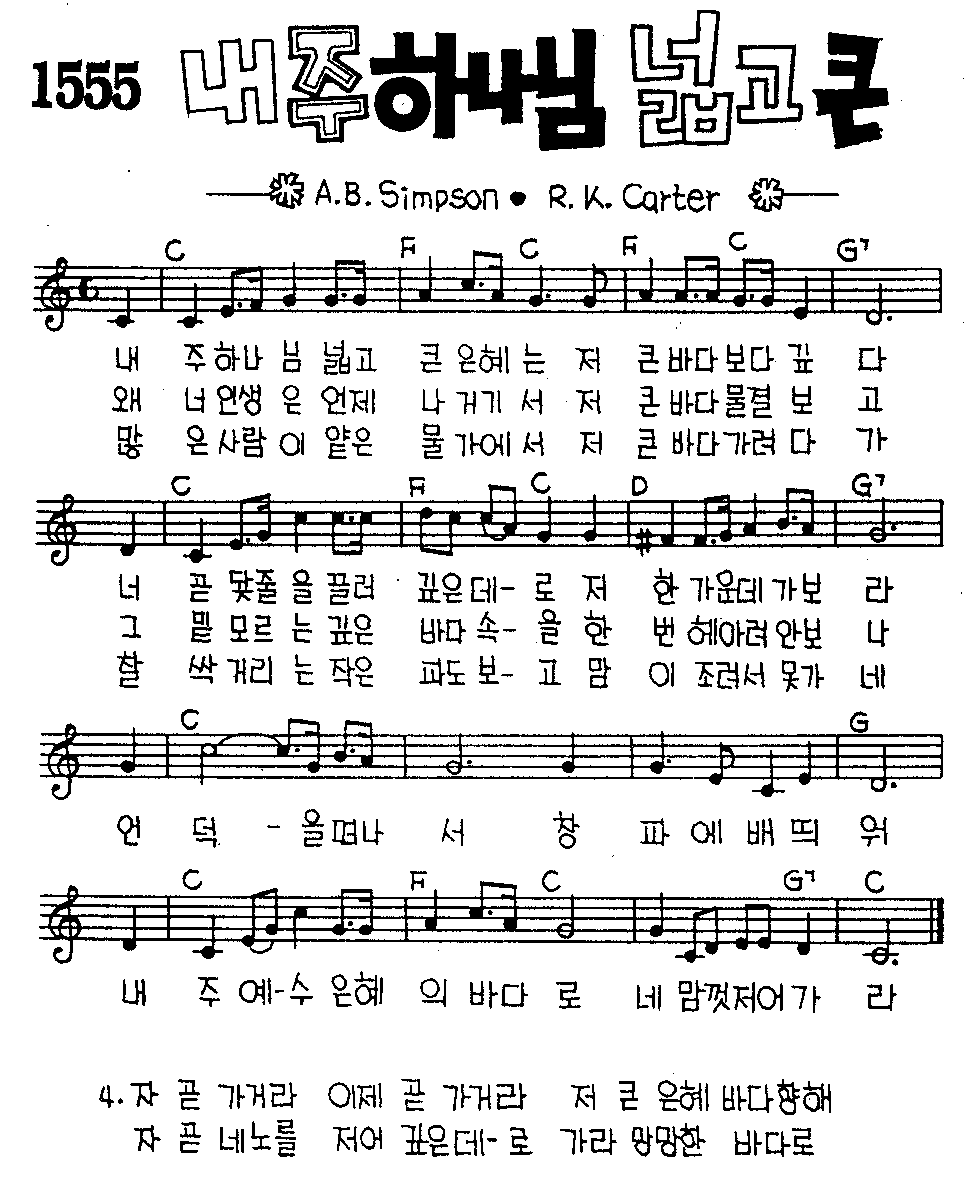 1555 내 주 하나님 넓고 큰
A.B. Simpson • R.K. Carter
C F C F C G7
내 주 하나 님 넓고 큰 은혜 는 저 큰 바다 보다 깊 다
왜 너 인생 은 언제 나 거기 서 저 큰 바다 물결 보 고
많 은 사람 이 얕은 물 가에 서 저 큰 바다 가려 다 가
C F C D G7
너 곧 닻줄 을 끌러 깊은 데- 로 저 한 가운데 가보 라
그 밑 모르 는 깊은 바다 속- 을 한 번 헤아려 안보 나
찰 싹 거리 는 작은 파도 보- 고 맘 이 조려서 못가 네
C G
언 덕 - 을떠나 서 창 파 에 배 띄 워
C F C G7 C
내 주 예-수 은혜 의 바다 로 네 맘껏저어가 라
4. 자 곧 가거라 이제 곧 가거라 저 큰 은혜 바다향해
자 곧 네노를 저어 깊은데-로 가라 망망한 바다로